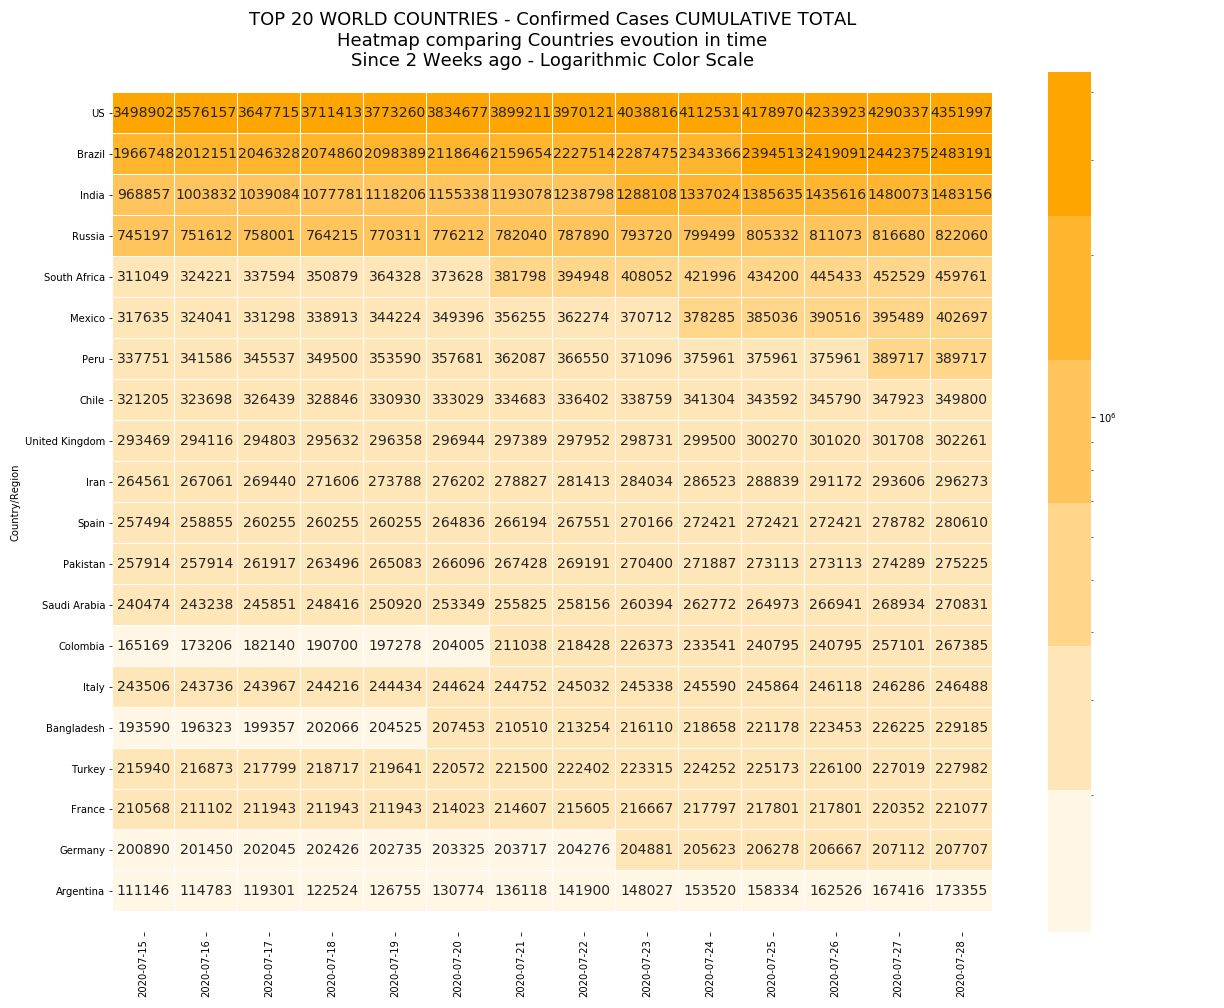 TOP 20 WORLD COUNTRIES - Confirmed Cases CUMULATIVE TOTAL
Heatmap comparing Countries evoution in time
Since 2 Weeks ago - Logarithmic Color Scale
US 3498902 3576157 3647715 3711413 3773260 3834677 3899211 3970121 4038816 4112531 4178970 4233923 4290337 4351997
Brazil 1966748 2012151 2046328 2074860 2098389 2118646 2159654 2227514 2287475 2343366 2394513 2419091 2442375 2483191
India 968857 1003832 1039084 1077781 1118206 1155338 1193078 1238798 1288108 1337024 1385635 1435616 1480073 1483156
Russia 745197 751612 758001 764215 770311 776212 782040 787890 793720 799499 805332 811073 816680 822060
South Africa 311049 324221 337594 350879 364328 373628 381798 394948 408052 421996 434200 445433 452529 459761
Mexico 317635 324041 331298 338913 344224 349396 356255 362274 370712 378285 385036 390516 395489 402697
Peru 337751 341586 345537 349500 353590 357681 362087 366550 371096 375961 375961 375961 389717 389717
Chile 321205 323698 326439 328846 330930 333029 334683 336402 338759 341304 343592 345790 347923 349800
United Kingdom 293469 294116 294803 295632 296358 296944 297389 297952 298731 299500 300270 301020 301708 302261
Iran 264561 267061 269440 271606 273788 276202 278827 281413 284034 286523 288839 291172 293606 296273
Spain 257494 258855 260255 260255 260255 264836 266194 267551 270166 272421 272421 272421 278782 280610
Pakistan 257914 257914 261917 263496 265083 266096 267428 269191 270400 271887 273113 273113 274289 275225
Saudi Arabia 240474 243238 245851 248416 250920 253349 255825 258156 260394 262772 264973 266941 268934 270831
Colombia 165169 173206 182140 190700 197278 204005 211038 218428 226373 233541 240795 240795 257101 267385
Italy 243506 243736 243967 244216 244434 244624 244752 245032 245338 245590 245864 246118 246286 246488
Bangladesh 193590 196323 199357 202066 204525 207453 210510 213254 216110 218658 221178 223453 226225 229185
Turkey 215940 216873 217799 218717 219641 220572 221500 222402 223315 224252 225173 226100 227019 227982
France 210568 211102 211943 211943 211943 214023 214607 215605 216667 217797 217801 217801 220352 221077
Germany 200890 201450 202045 202426 202735 203325 203717 204276 204881 205623 206278 206667 207112 207707
Argentina 111146 114783 119301 122524 126755 130774 136118 141900 148027 153520 158334 162526 167416 173355
2020-07-15 2020-07-16 2020-07-17 2020-07-18 2020-07-19 2020-07-20 2020-07-21 2020-07-22 2020-07-23 2020-07-24 2020-07-25 2020-07-26 2020-07-27 2020-07-28
Country/Region
10⁶